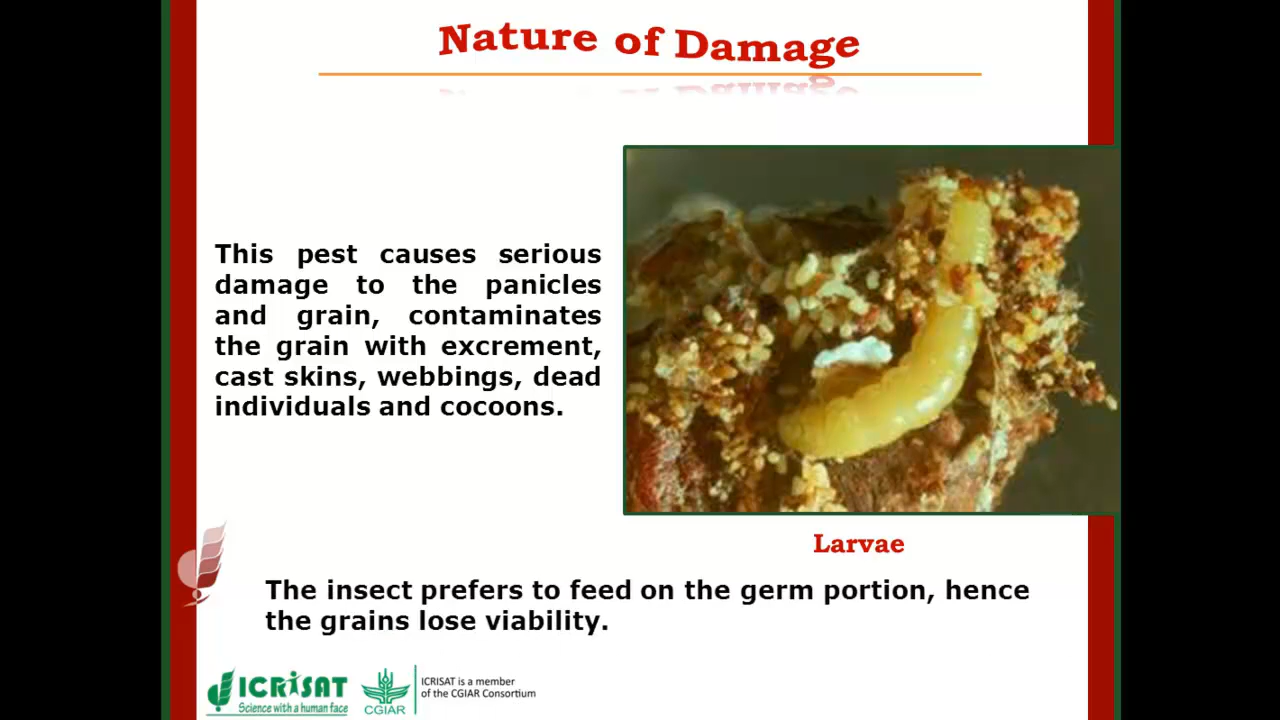 Nature of Damage
This pest causes serious
damage to the panicles
and grain, contaminates
the grain with excrement,
cast skins, webbings, dead
individuals and cocoons.
Larvae
The insect prefers to feed on the germ portion, hence
the grains lose viability.
ICRISAT
Science with a human face
CGIAR
ICRISAT is a member
of the CGIAR Consortium